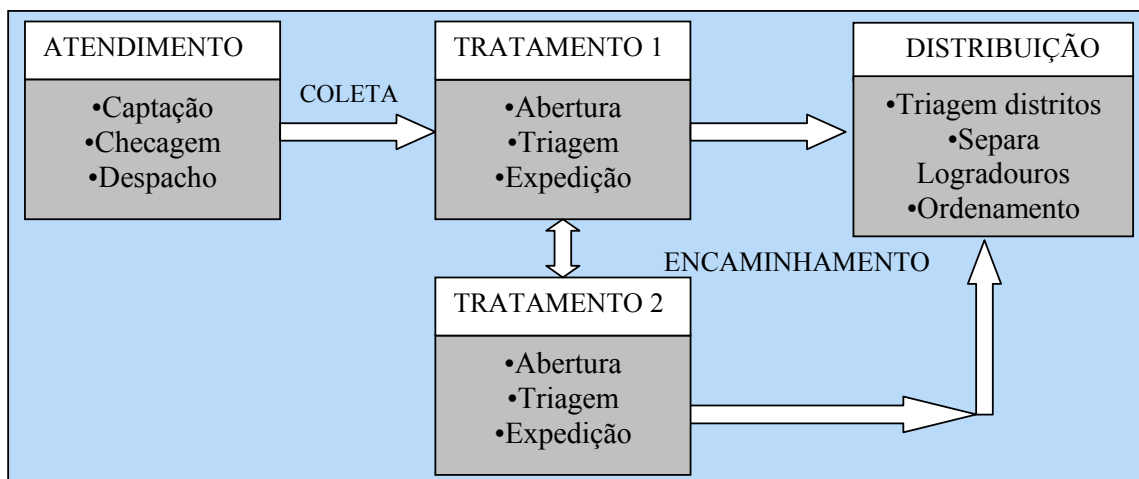 ATENDIMENTO
•Captação
•Checagem
•Despacho
COLETA
TRATAMENTO 1
•Abertura
•Triagem
•Expedição
DISTRIBUIÇÃO
•Triagem distritos
•Separa
Logradouros
•Ordenamento
ENCAMINHAMENTO
TRATAMENTO 2
•Abertura
•Triagem
•Expedição